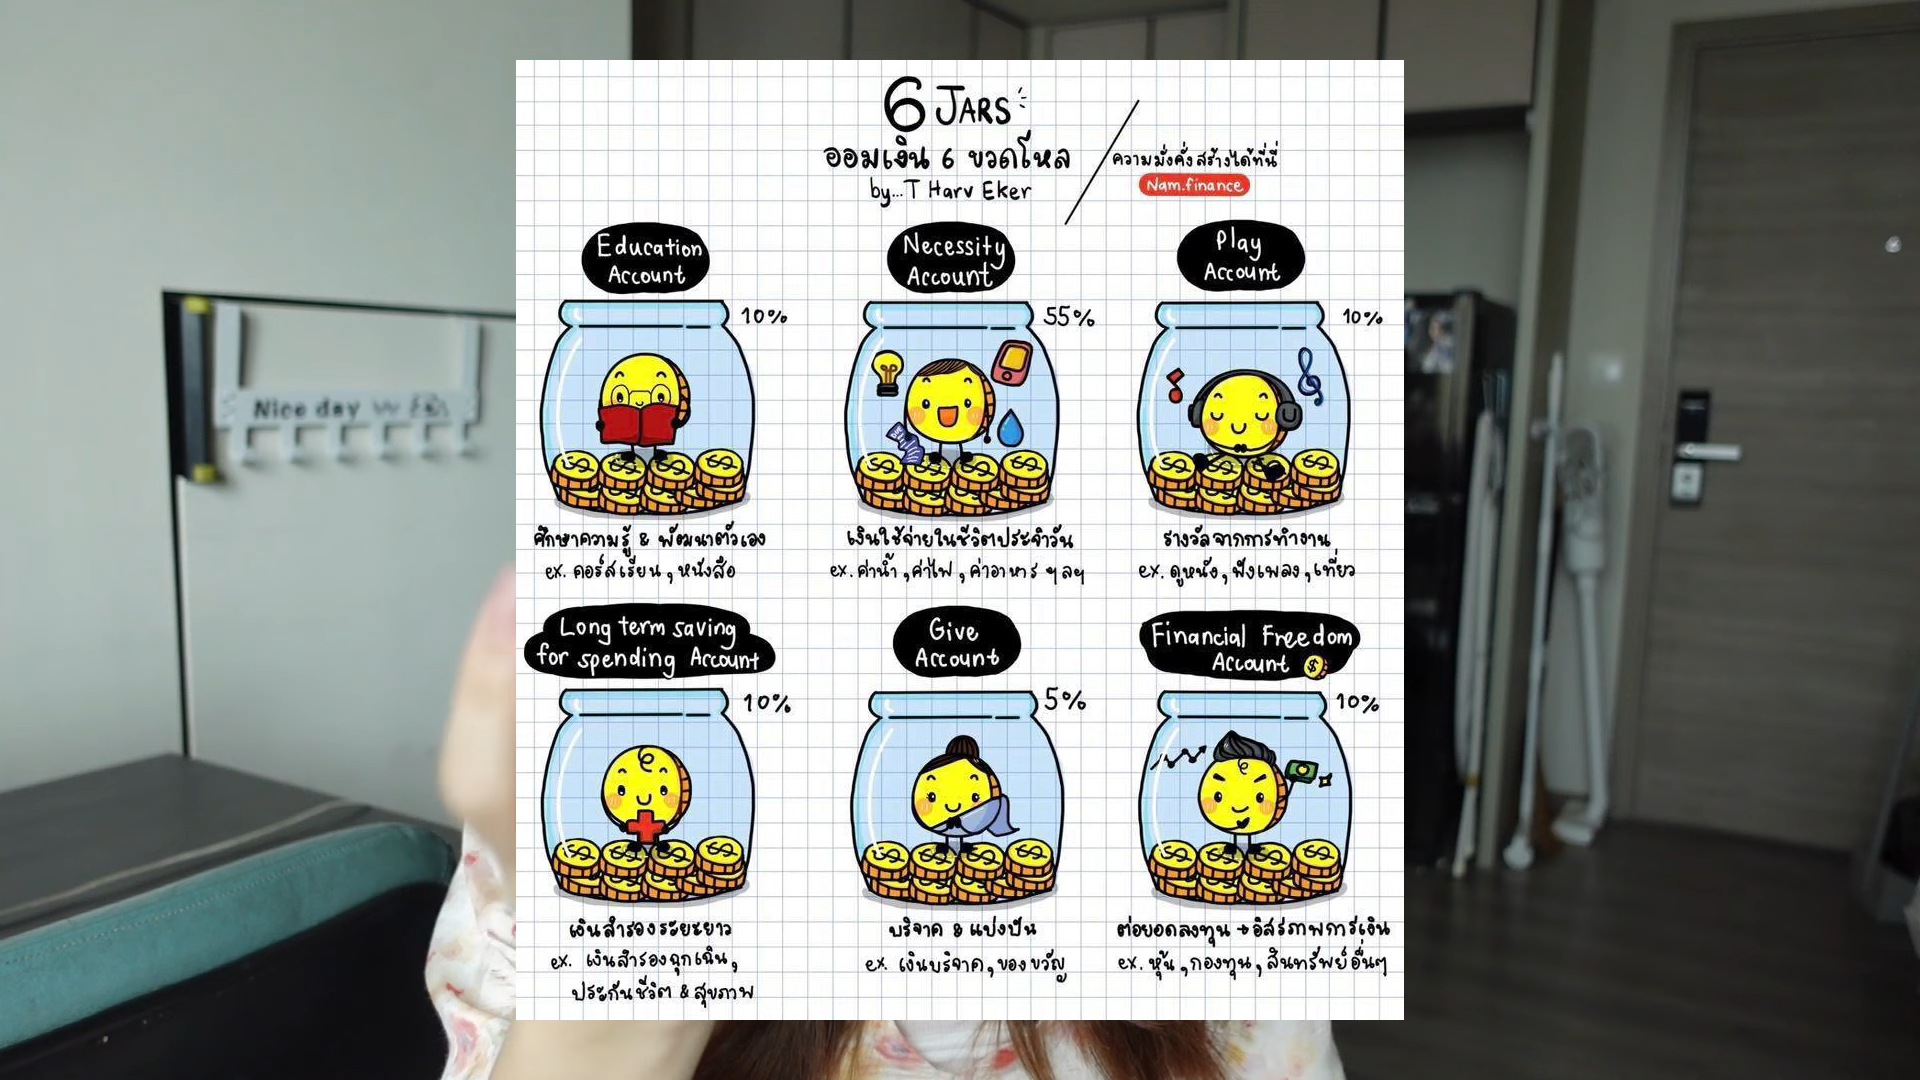 6 JARS
ออมเงิน 6 ขวดโหล
by...T Harv Eker
ความมั่งคั่งสร้างได้ที่นี่
Nam.finance
Education
Account
10%
Necessity
Account
55%
Play
Account
10%
ศึกษาความรู้ & พัฒนาตัวเอง
ex. คอร์สเรียน, หนังสือ
เงินใช้จ่ายในชีวิตประจำวัน
ex. ค่าน้ำ, ค่าไฟ, ค่าอาหาร ฯลฯ
รางวัลจากการทำงาน
ex. ดูหนัง, ฟังเพลง, เที่ยว
Long term saving
for spending Account
10%
Give
Account
5%
Financial Freedom
Account
10%
เงินสำรองระยะยาว
ex. เงินสำรองฉุกเฉิน,
ประกันชีวิต & สุขภาพ
บริจาค & แบ่งปัน
ex. เงินบริจาค, ของขวัญ
ต่อยอดลงทุน → อิสรภาพการเงิน
ex. หุ้น, กองทุน, สินทรัพย์อื่นๆ
Nice day